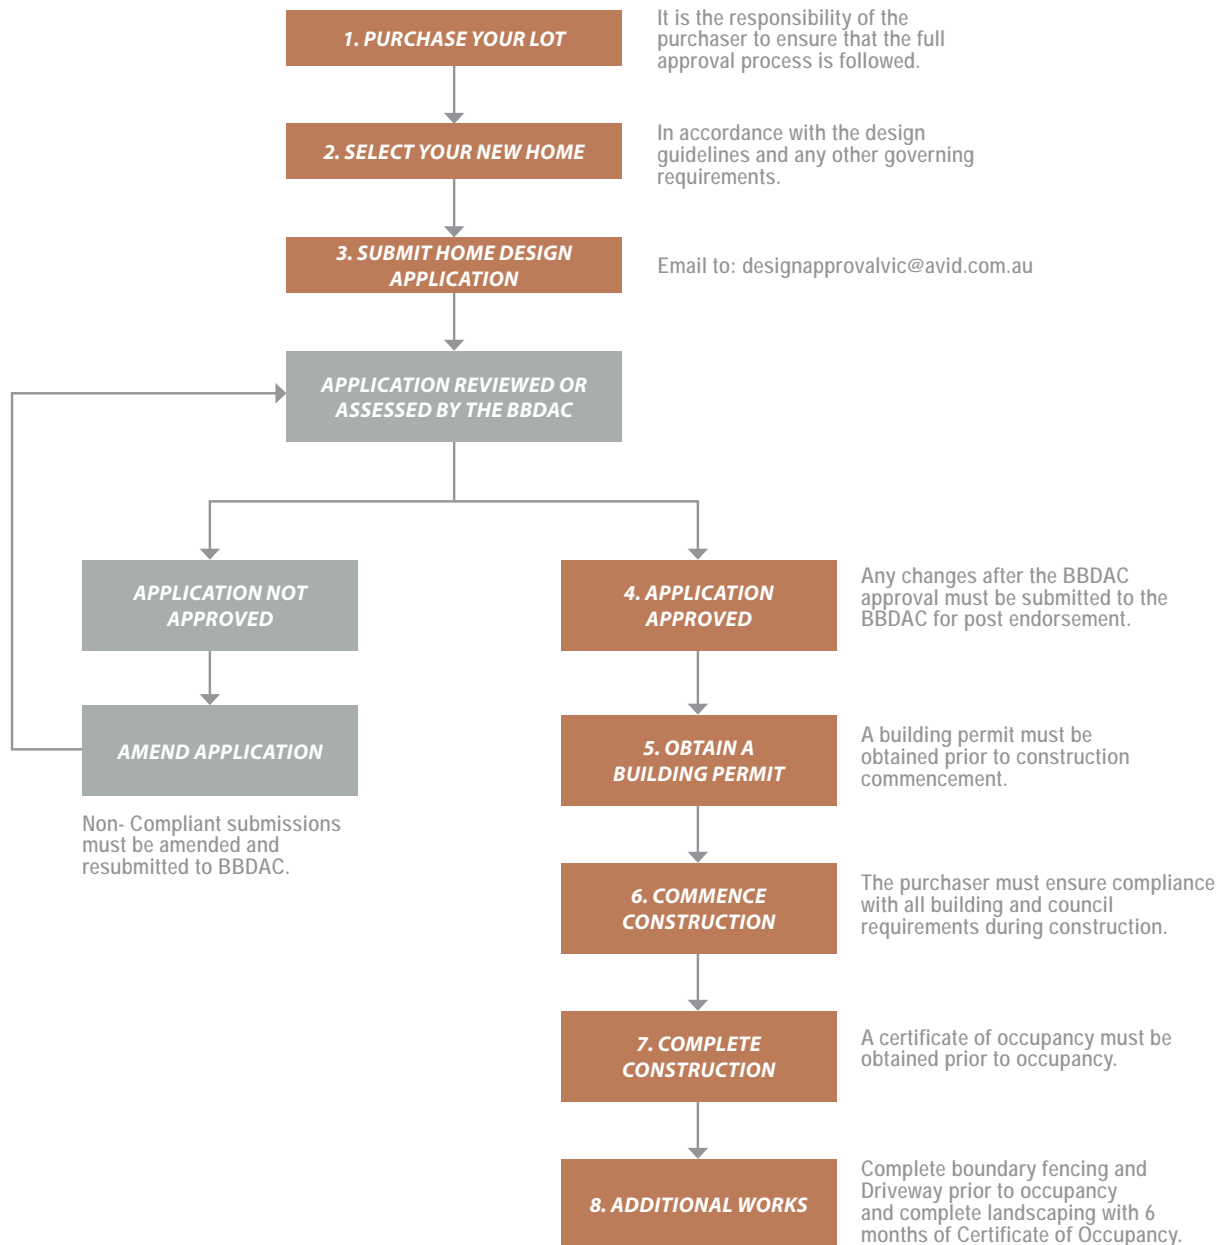 1. PURCHASE YOUR LOT
It is the responsibility of the
purchaser to ensure that the full
approval process is followed.
2. SELECT YOUR NEW HOME
In accordance with the design
guidelines and any other governing
requirements.
3. SUBMIT HOME DESIGN
APPLICATION
Email to: designapprovalvic@avid.com.au
APPLICATION REVIEWED OR
ASSESSED BY THE BBDAC
APPLICATION NOT
APPROVED
AMEND APPLICATION
Non- Compliant submissions
must be amended and
resubmitted to BBDAC.
4. APPLICATION
APPROVED
Any changes after the BBDAC
approval must be submitted to the
BBDAC for post endorsement.
5. OBTAIN A
BUILDING PERMIT
A building permit must be
obtained prior to construction
commencement.
6. COMMENCE
CONSTRUCTION
The purchaser must ensure compliance
with all building and council
requirements during construction.
7. COMPLETE
CONSTRUCTION
A certificate of occupancy must be
obtained prior to occupancy.
8. ADDITIONAL WORKS
Complete boundary fencing and
Driveway prior to occupancy
and complete landscaping with 6
months of Certificate of Occupancy.